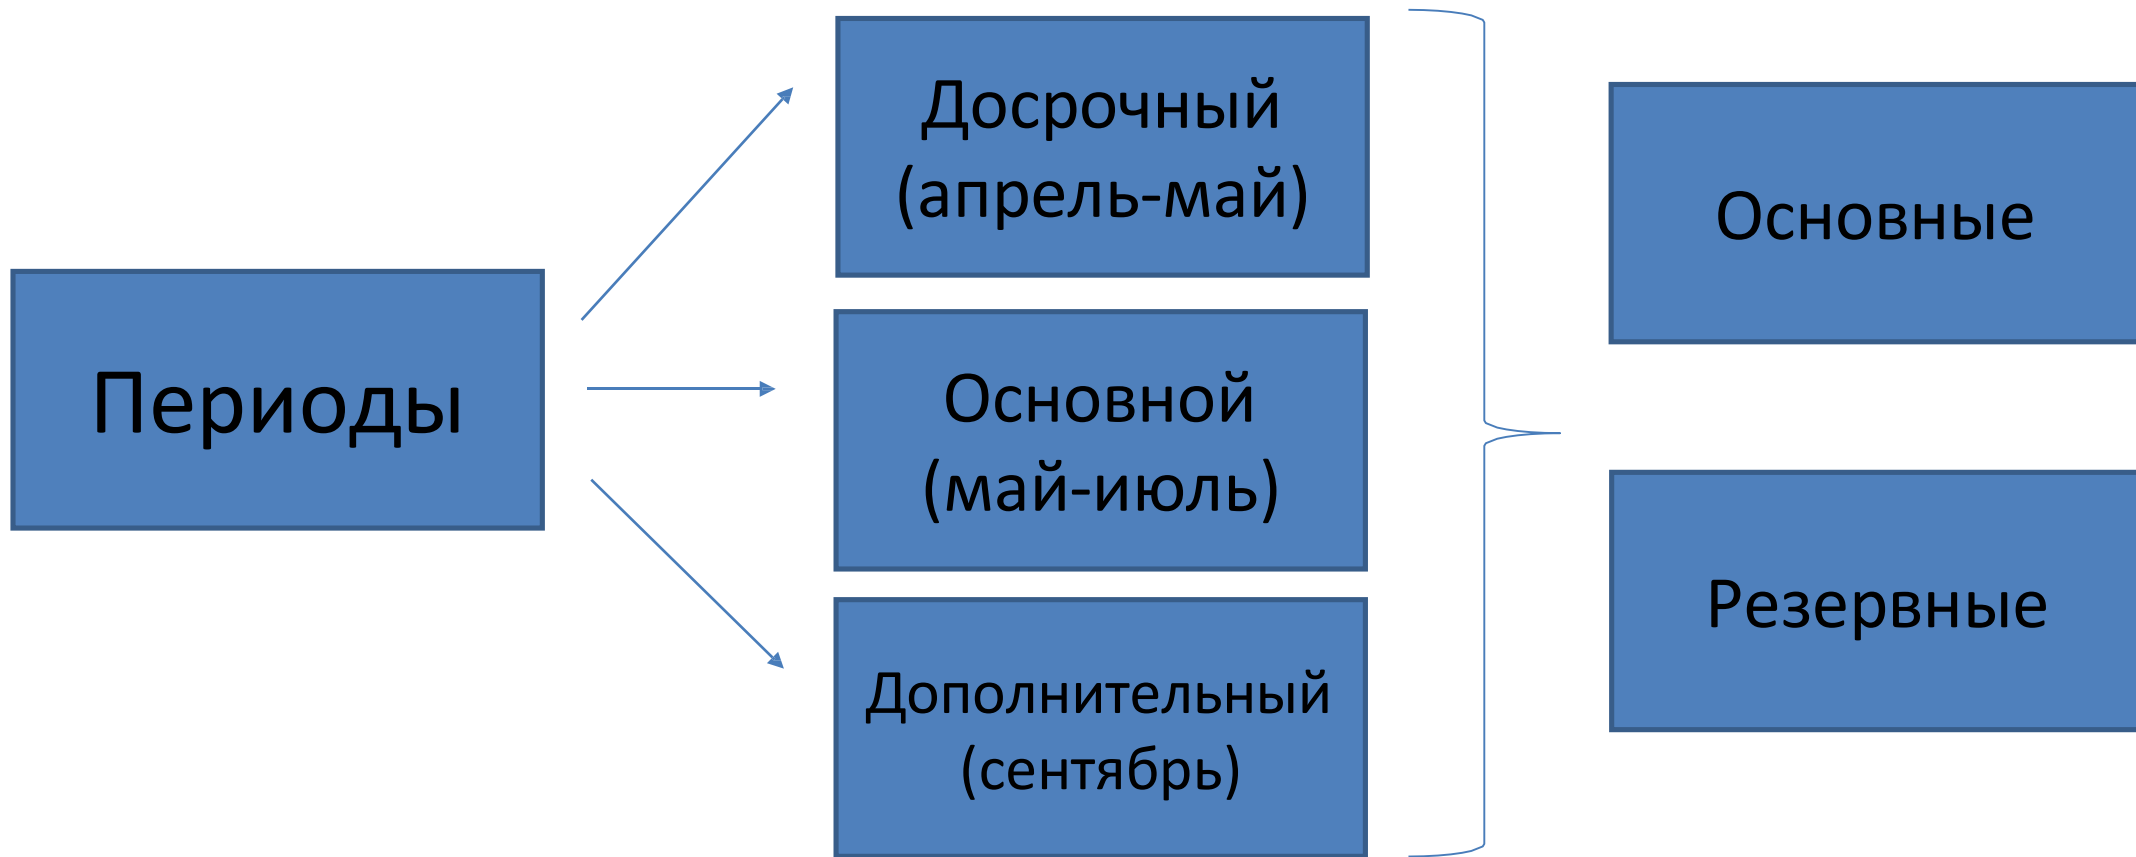 Периоды
Досрочный
(апрель-май)
Основной
(май-июль)
Дополнительный
(сентябрь)
Основные
Резервные